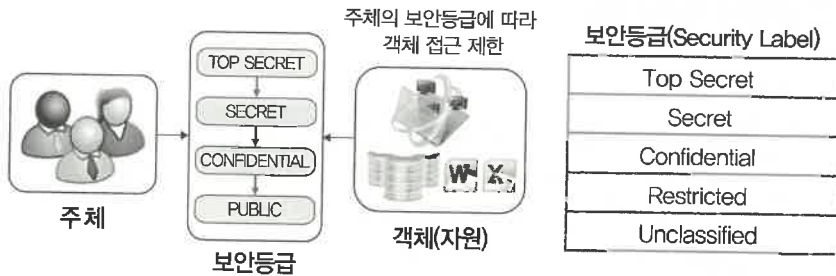 주체의 보안등급에 따라
객체 접근 제한
TOP SECRET
SECRET
CONFIDENTIAL
PUBLIC
주체
보안등급
W
X
객체(자원)
보안등급(Security Label)
Top Secret
Secret
Confidential
Restricted
Unclassified